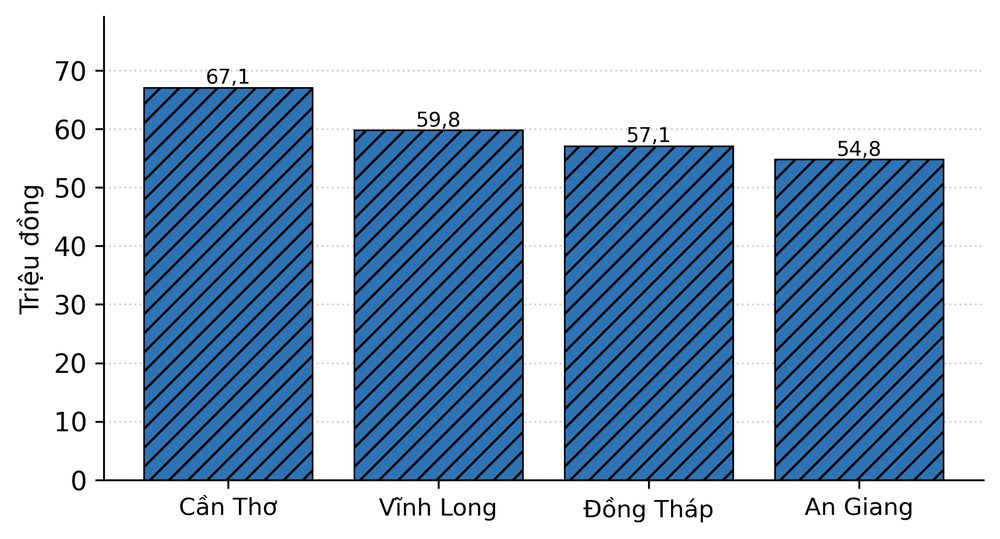 Triệu đồng
70
60
50
40
30
20
10
0
67,1
59,8
57,1
54,8
Cần Thơ
Vĩnh Long
Đồng Tháp
An Giang